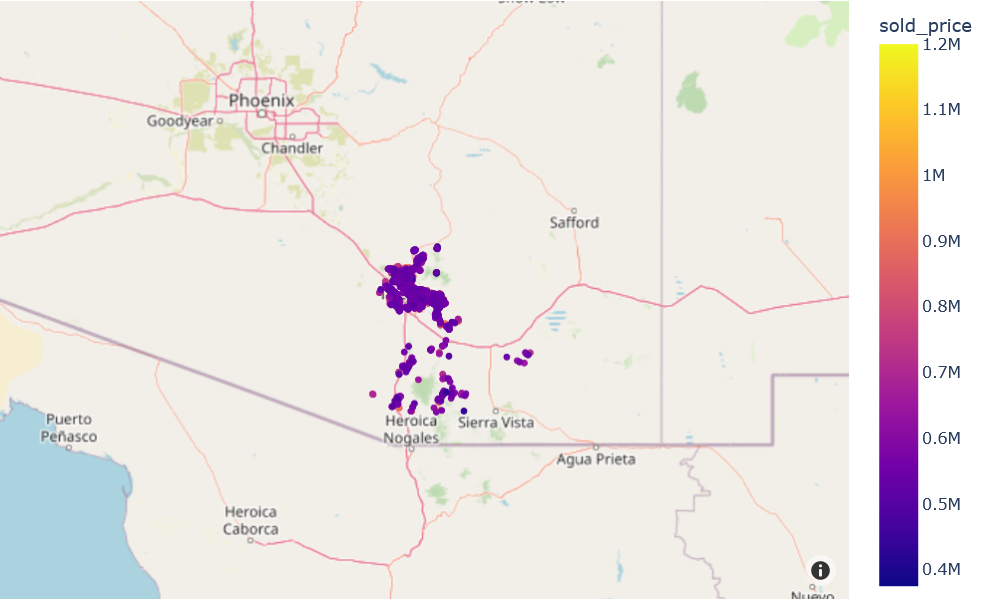 Phoenix
Goodyear
Chandler
Safford
Heroica
Nogales
Sierra Vista
Agua Prieta
Puerto
Peñasco
Heroica
Caborca
sold_price
1.2M
1.1M
1M
0.9M
0.8M
0.7M
0.6M
0.5M
0.4M
i